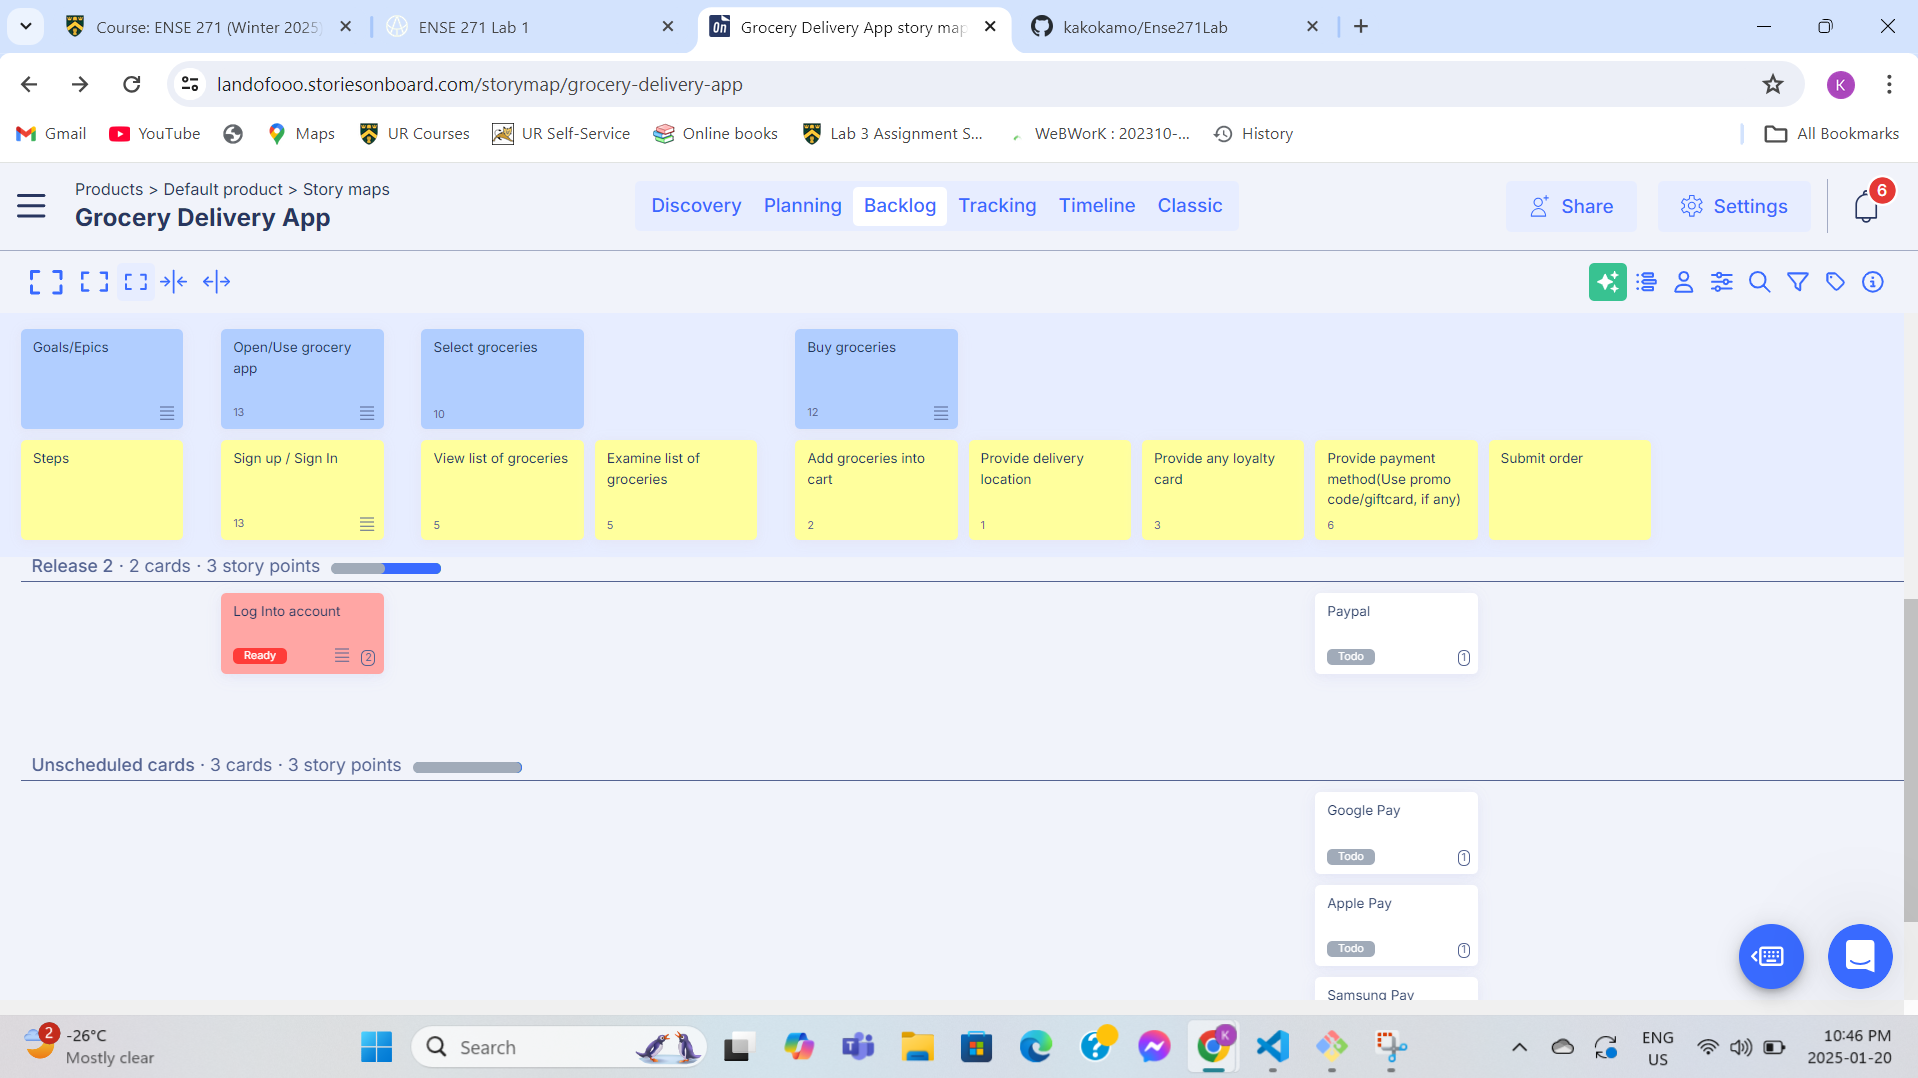 Course: ENSE 271 (Winter 2025)
ENSE 271 Lab 1
Grocery Delivery App story map
kakokamo/Ense271Lab
landofooo.storiesonboard.com/storymap/grocery-delivery-app
K
Gmail
YouTube
Maps
UR Courses
UR Self-Service
Online books
Lab 3 Assignment S...
WeBWorK : 202310-...
History
All Bookmarks
Products > Default product > Story maps
Grocery Delivery App
Discovery
Planning
Backlog
Tracking
Timeline
Classic
Share
Settings
6
Goals/Epics
Open/Use grocery
app
13
Select groceries
10
Buy groceries
12
Steps
Sign up / Sign In
13
View list of groceries
5
Examine list of
groceries
5
Add groceries into
cart
2
Provide delivery
location
1
Provide any loyalty
card
3
Provide payment
method(Use promo
code/giftcard, if any)
6
Submit order
Release 2 · 2 cards · 3 story points
Log Into account
Ready
2
Paypal
Todo
1
Unscheduled cards · 3 cards · 3 story points
Google Pay
Todo
1
Apple Pay
Todo
1
Samsung Pay
2
-26°C
Mostly clear
Search
K
ENG
US
10:46 PM
2025-01-20